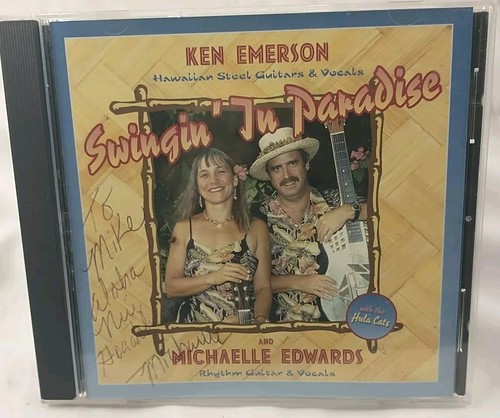 KEN EMERSON
Hawaiian Steel Guitars & Vocals
Swingin' In Paradise
To
Mike
aloha
Michaelle
with the
Hula Cats
AND
MICHAELLE EDWARDS
Rhythm Guitar & Vocals